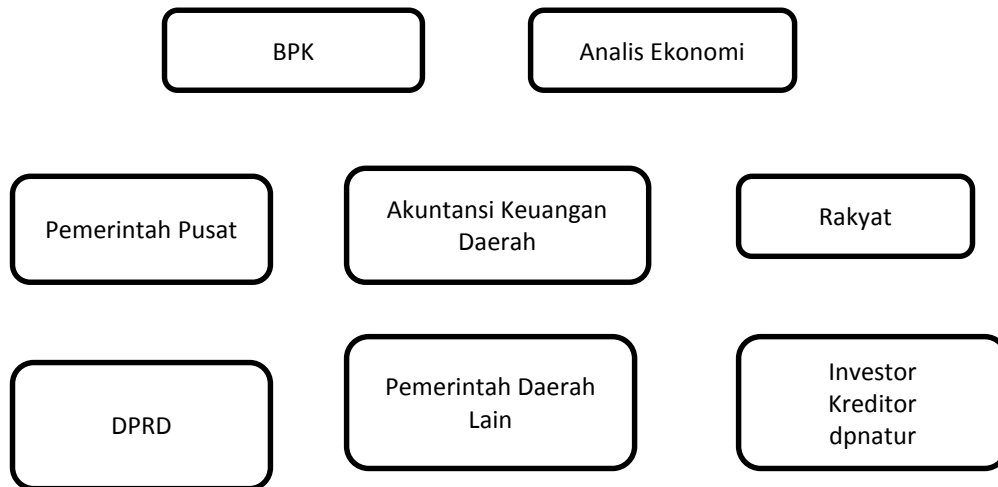 BPK
Analis Ekonomi
Pemerintah Pusat
Akuntansi Keuangan
Daerah
Rakyat
DPRD
Pemerintah Daerah
Lain
Investor
Kreditor
dpnatur